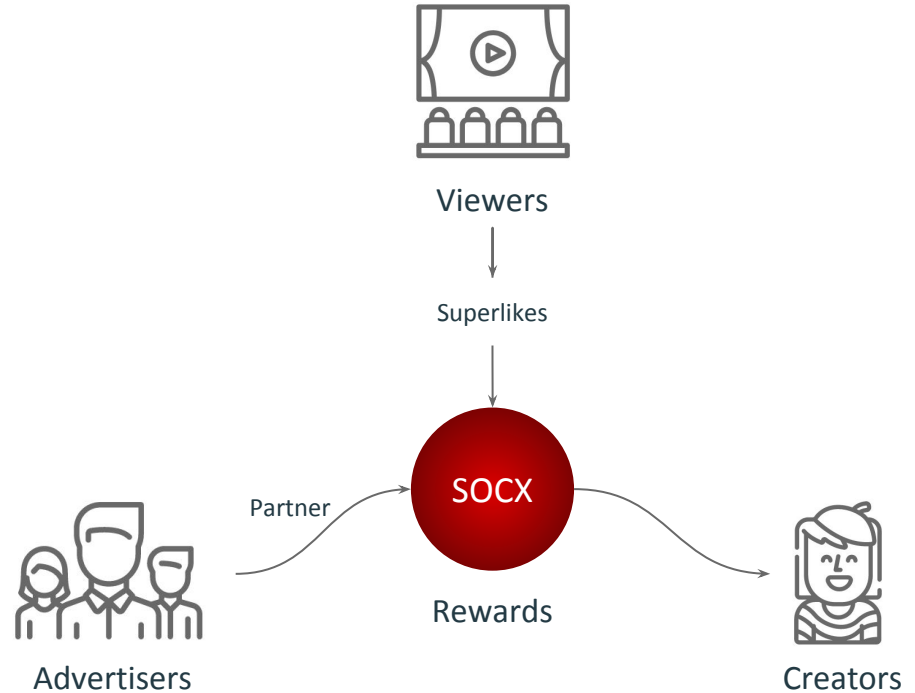 Viewers
Superlikes
SOCX
Partner
Rewards
Advertisers
Creators